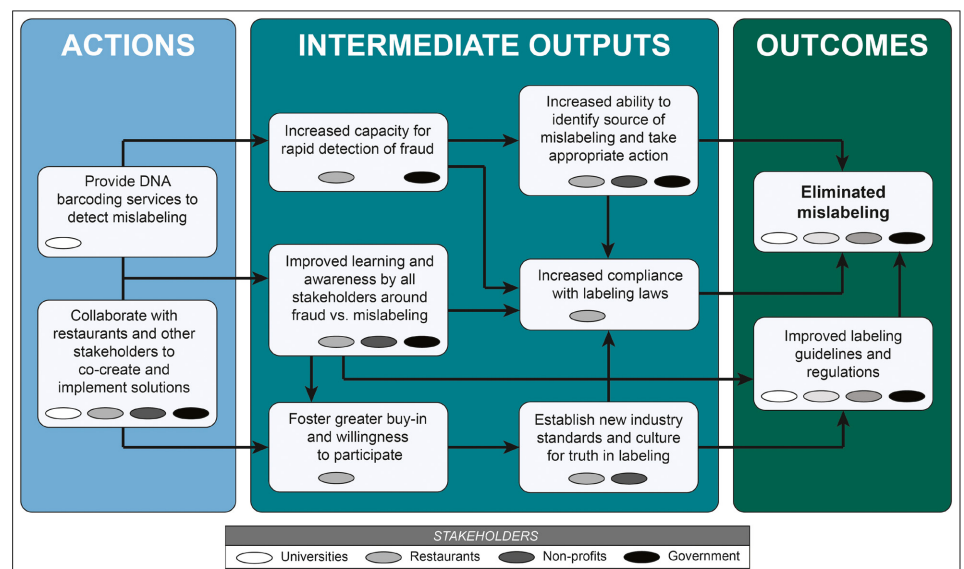 ACTIONS
INTERMEDIATE OUTPUTS
OUTCOMES
Provide DNA
barcoding services to
detect mislabeling
Collaborate with
restaurants and other
stakeholders to
co-create and
implement solutions
Increased capacity for
rapid detection of fraud
Improved learning and
awareness by all
stakeholders around
fraud vs. mislabeling
Foster greater buy-in
and willingness
to participate
Increased ability to
identify source of
mislabeling and take
appropriate action
Increased compliance
with labeling laws
Establish new industry
standards and culture
for truth in labeling
Eliminated
mislabeling
Improved labeling
guidelines and
regulations
STAKEHOLDERS
Universities
Restaurants
Non-profits
Government